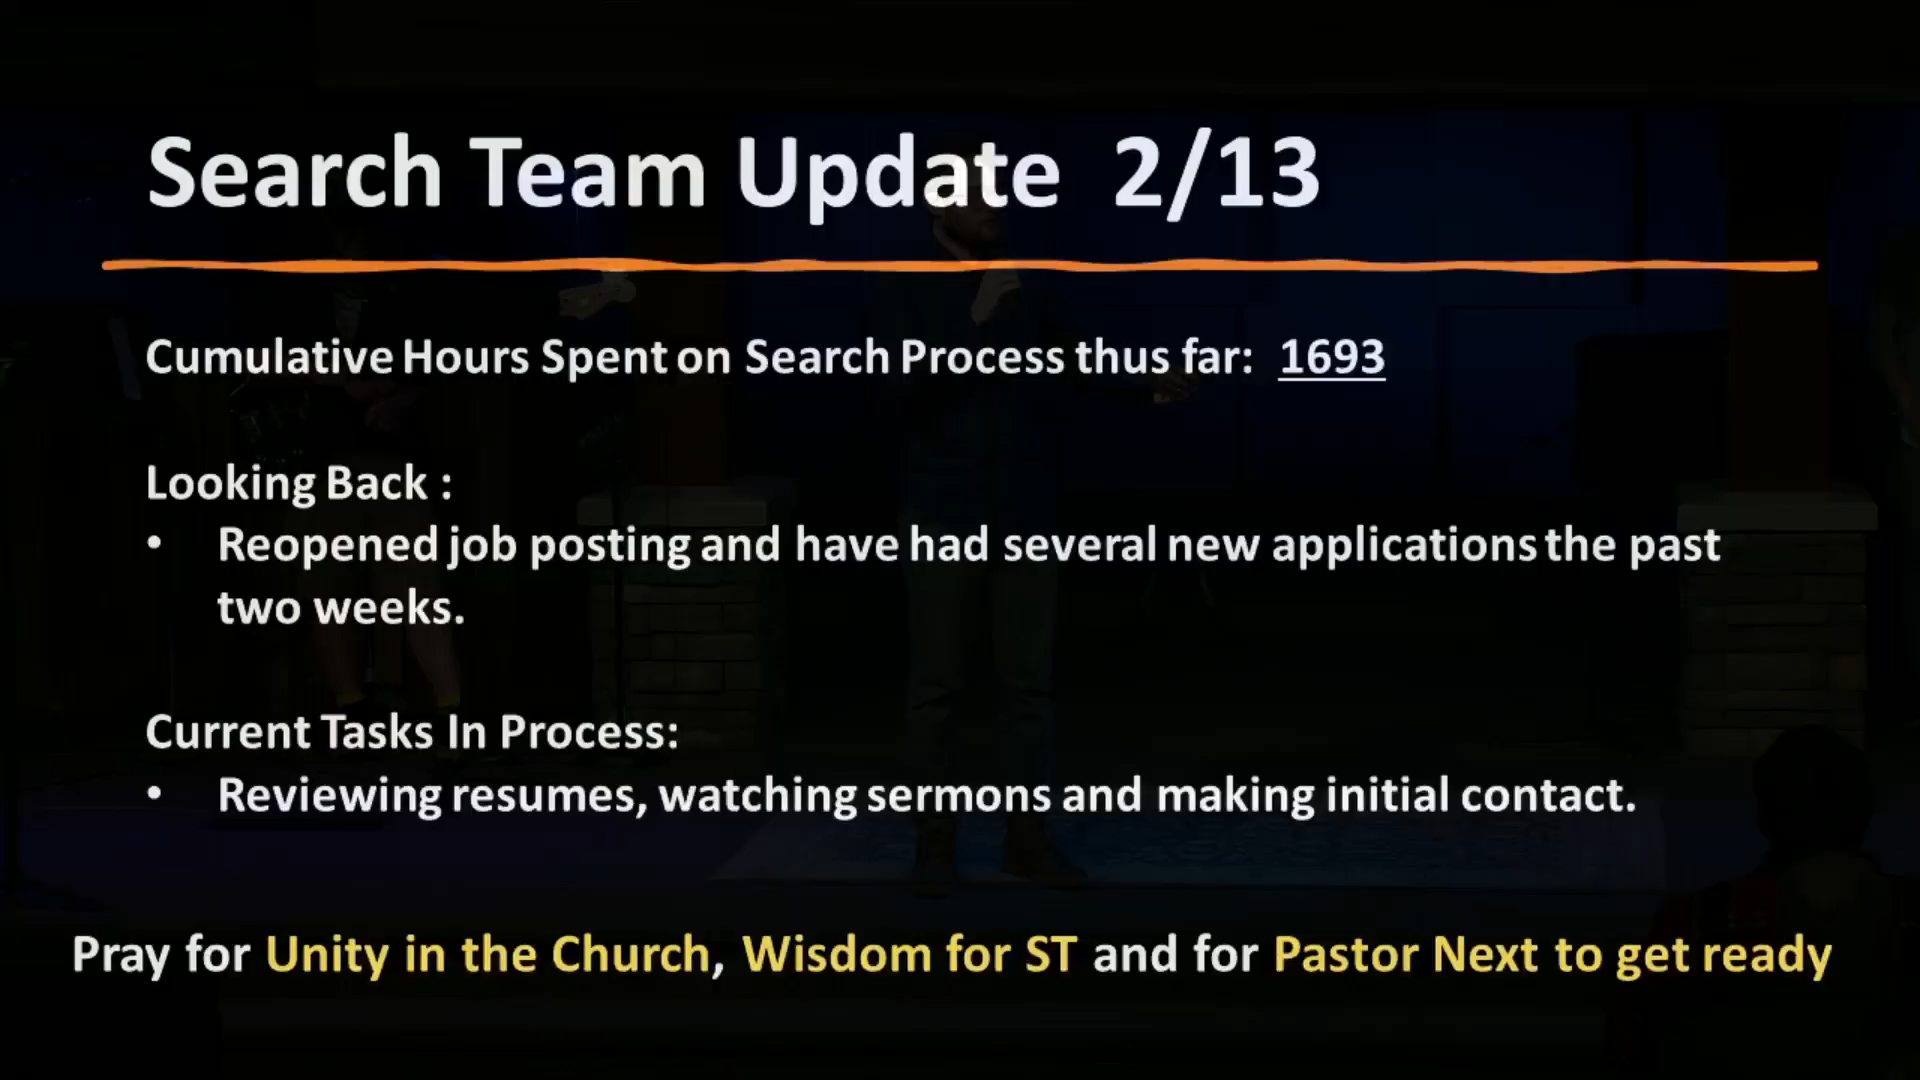 Search Team Update 2/13
Cumulative Hours Spent on Search Process thus far: 1693
Looking Back :
• Reopened job posting and have had several new applications the past
two weeks.
Current Tasks In Process:
• Reviewing resumes, watching sermons and making initial contact.
Pray for Unity in the Church, Wisdom for ST and for Pastor Next to get ready